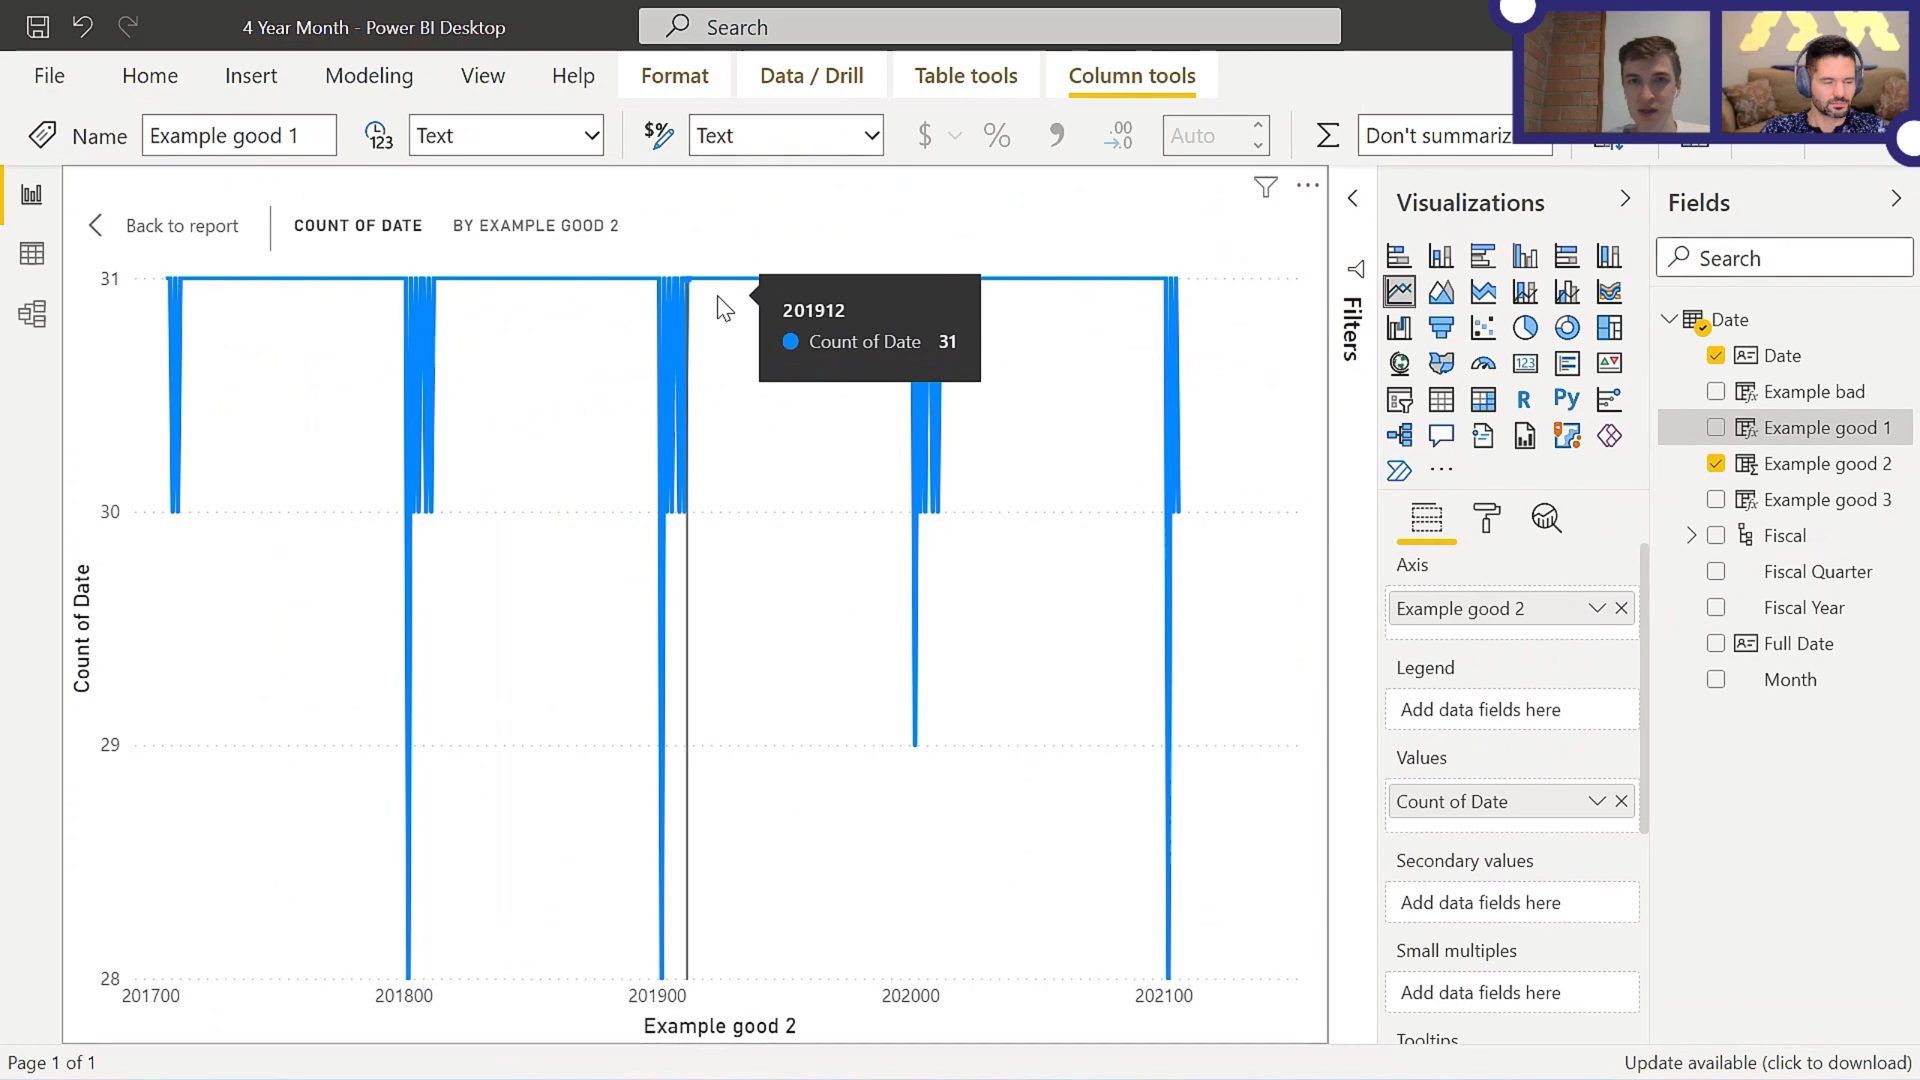 4 Year Month - Power BI Desktop
Search
File Home Insert Modeling View Help Format Data / Drill Table tools Column tools
Name Example good 1 123 Text $% Text $ % .00 .0 Auto Don't summariz
Back to report COUNT OF DATE BY EXAMPLE GOOD 2
31
30
29
28
Count of Date
201912
Count of Date 31
201700 201800 201900 202000 202100
Example good 2
Filters
Visualizations
123
R Py
Axis
Example good 2
Legend
Add data fields here
Values
Count of Date
Secondary values
Add data fields here
Small multiples
Add data fields here
Tooltips
Fields
Search
Date
Date
Example bad
Example good 1
Example good 2
Example good 3
Fiscal
Fiscal Quarter
Fiscal Year
Full Date
Month
Page 1 of 1
Update available (click to download)